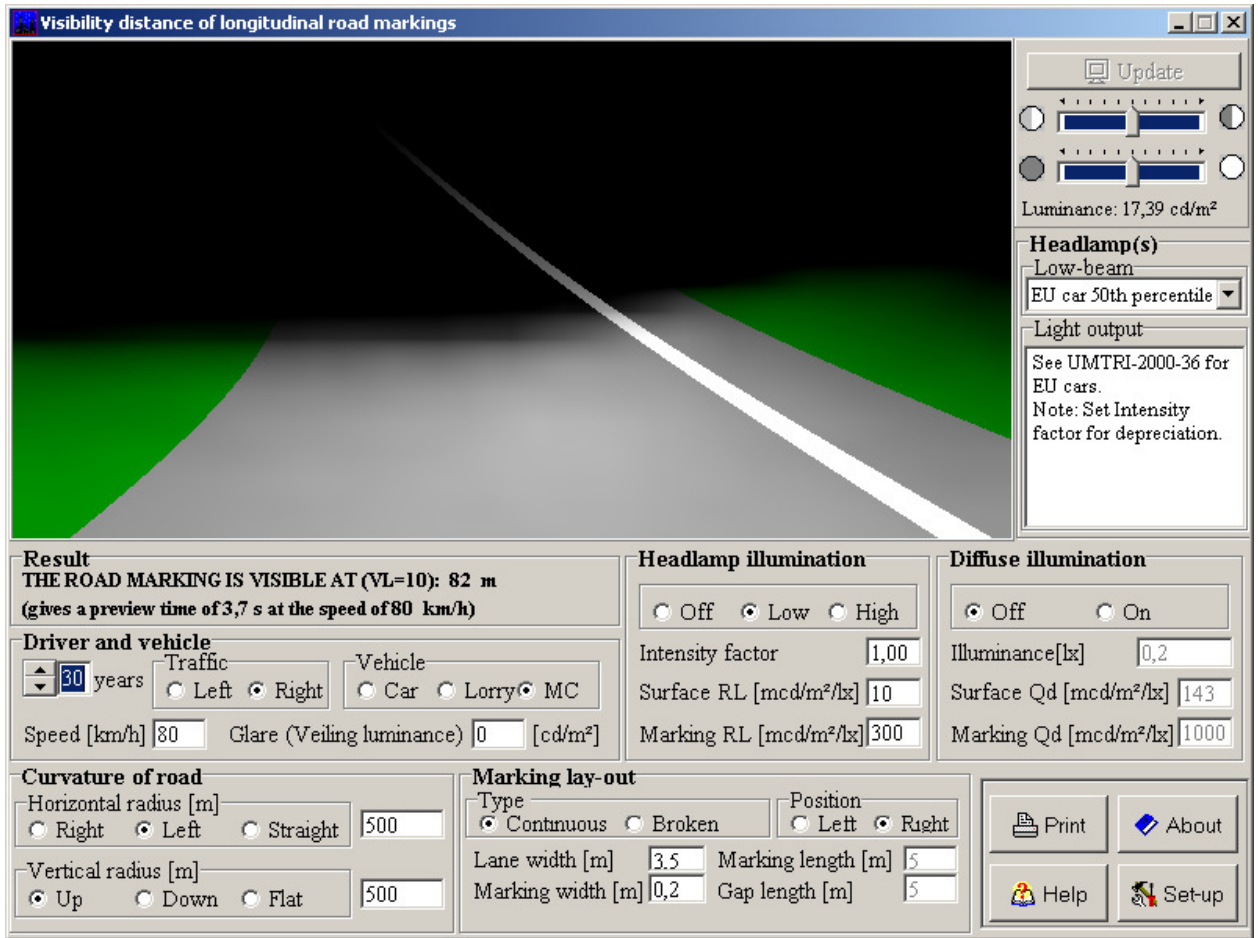 Visibility distance of longitudinal road markings
Update
Luminance: 17,39 cd/m²
Headlamp(s)
Low-beam
EU car 50th percentile
Light output
See UMTRI-2000-36 for
EU cars.
Note: Set Intensity
factor for depreciation.
Result
THE ROAD MARKING IS VISIBLE AT (VL=10): 82 m
(gives a preview time of 3,7 s at the speed of 80 km/h)
Driver and vehicle
30 years
Traffic
Left Right
Vehicle
Car Lorry MC
Speed [km/h] 80 Glare (Veiling luminance) 0 [cd/m²]
Headlamp illumination
Off Low High
Intensity factor 1,00
Surface RL [mcd/m²/lx] 10
Marking RL [mcd/m²/lx] 300
Diffuse illumination
Off On
Illuminance[lx] 0,2
Surface Qd [mcd/m²/lx] 143
Marking Qd [mcd/m²/lx] 1000
Curvature of road
Horizontal radius [m]
Right Left Straight 500
Vertical radius [m]
Up Down Flat 500
Marking lay-out
Type
Continuous Broken
Position
Left Right
Lane width [m] 3.5 Marking length [m] 5
Marking width [m] 0,2 Gap length [m] 5
Print About
Help Set-up